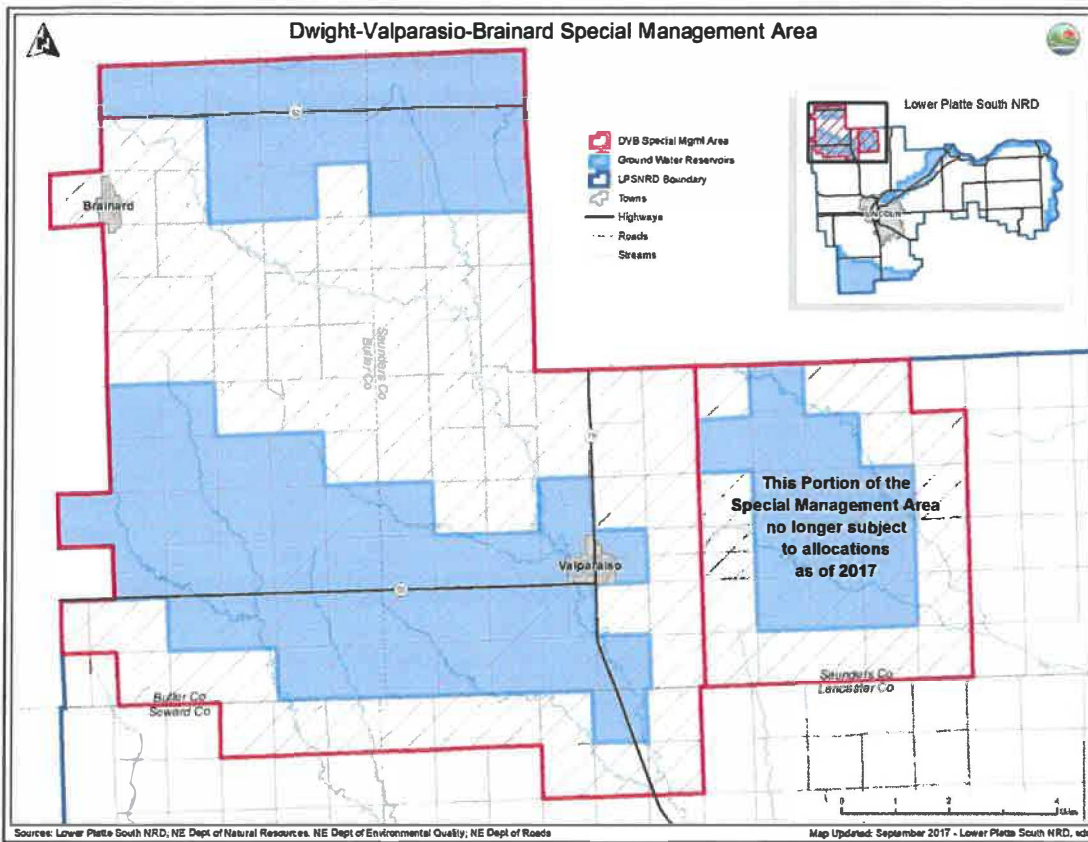 Dwight-Valparasio-Brainard Special Management Area
Lower Platte South NRD
DVB Special Mgmt Area
Ground Water Reservoirs
LPSNRD Boundary
Towns
Highways
Roads
Streams
LINCOLN
Brainard
Saunders Co
Butler Co
79
This Portion of the
Special Management Area
no longer subject
to allocations
as of 2017
Valparaiso
Butler Co
Seward Co
Saunders Co
Lancaster Co
0 1 2 4
Sources: Lower Platte South NRD; NE Dept of Natural Resources. NE Dept of Environmental Quality; NE Dept of Roads
Map Updated: September 2017 - Lower Platte South NRD, sdc